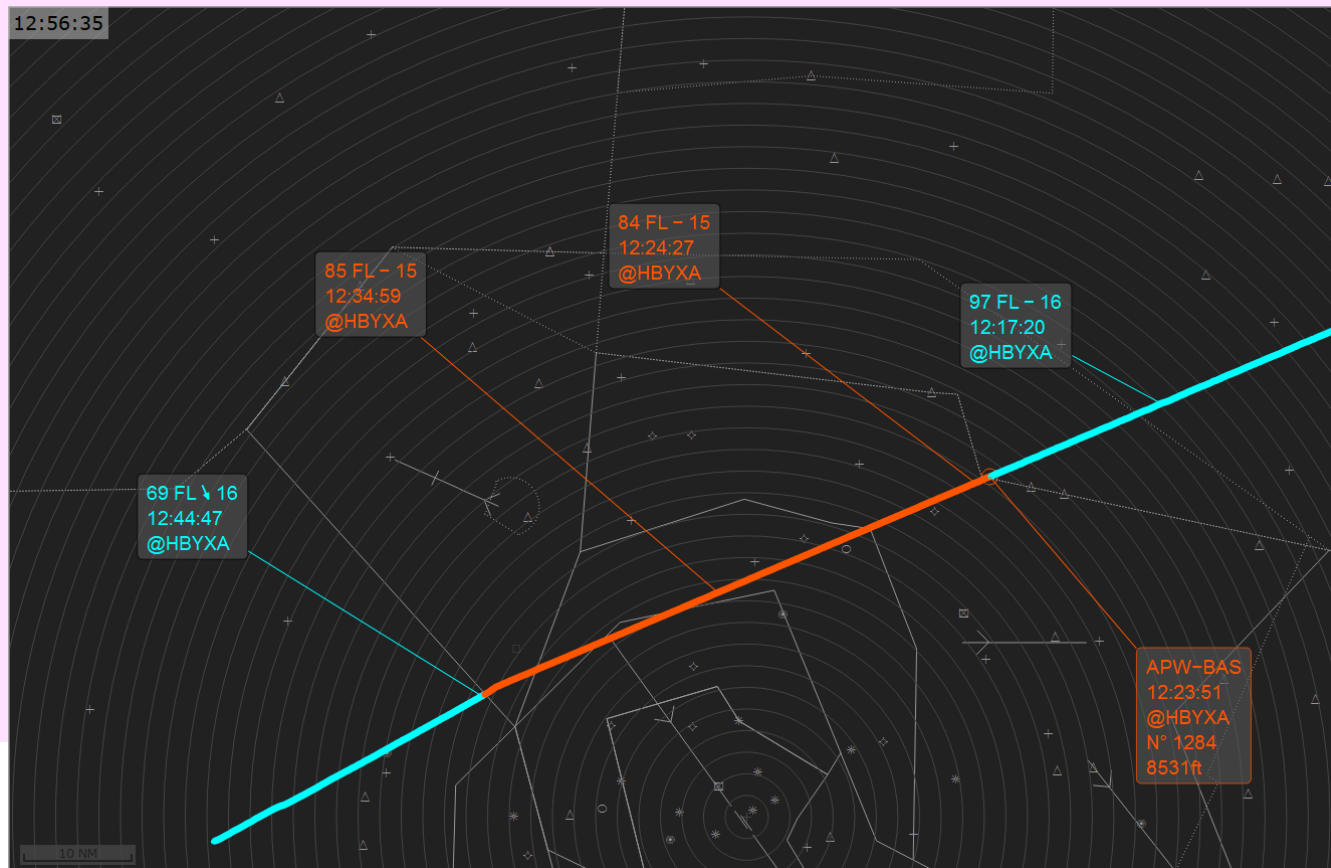 12:56:35
84 FL – 15
12:24:27
@HBYXA
85 FL – 15
12:34:59
@HBYXA
97 FL – 16
12:17:20
@HBYXA
69 FL ↘ 16
12:44:47
@HBYXA
APW–BAS
12:23:51
@HBYXA
N° 1284
8531ft
10 NM